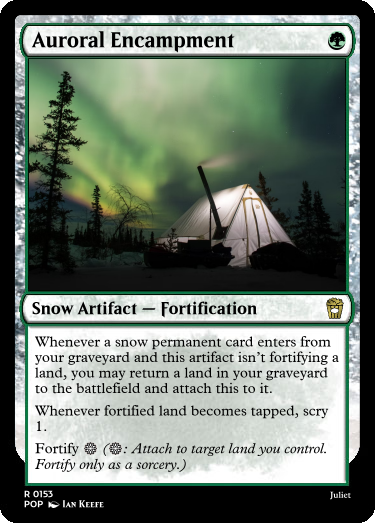 Auroral Encampment
Snow Artifact — Fortification
Whenever a snow permanent card enters from
your graveyard and this artifact isn't fortifying a
land, you may return a land in your graveyard
to the battlefield and attach this to it.
Whenever fortified land becomes tapped, scry
1.
Fortify (: Attach to target land you control.
Fortify only as a sorcery.)
R 0153
POP Ian Keefe
Juliet